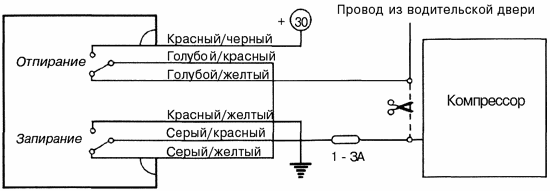 Провод из водительской двери
+ 30
Красный/черный
Голубой/красный
Отпирание
Голубой/желтый
Компрессор
Красный/желтый
Серый/красный
Запирание
Серый/желтый
1 - 3А